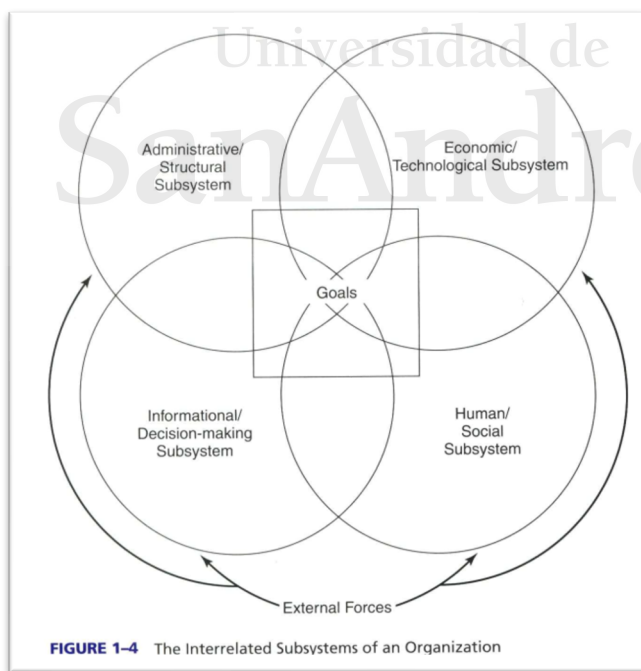 Universidad de
SanAndr
Administrative/
Structural
Subsystem
Economic/
Technological Subsystem
Goals
Informational/
Decision-making
Subsystem
Human/
Social
Subsystem
External Forces
FIGURE 1–4 The Interrelated Subsystems of an Organization